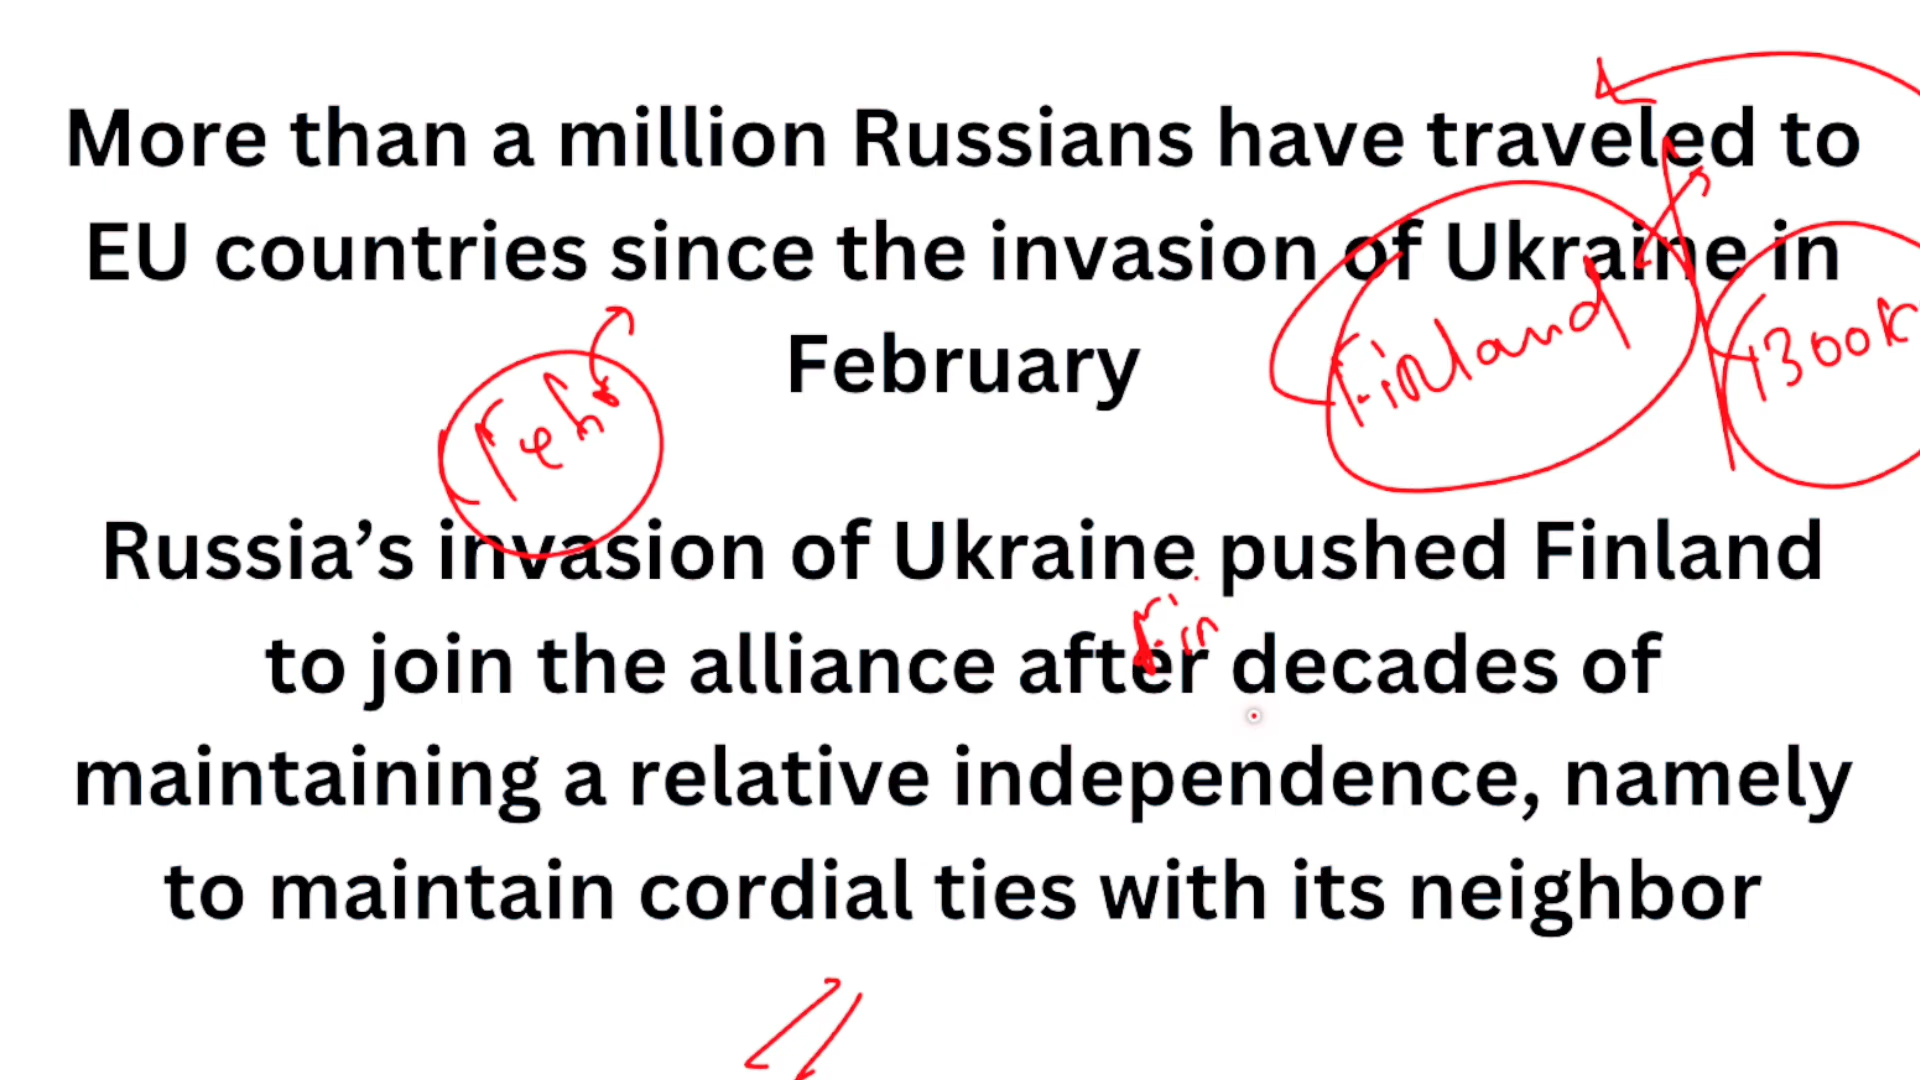 More than a million Russians have traveled to
EU countries since the invasion of Ukraine in
February
Finland
1300k
Russia’s invasion of Ukraine pushed Finland
Fin
to join the alliance after decades of
maintaining a relative independence, namely
to maintain cordial ties with its neighbor